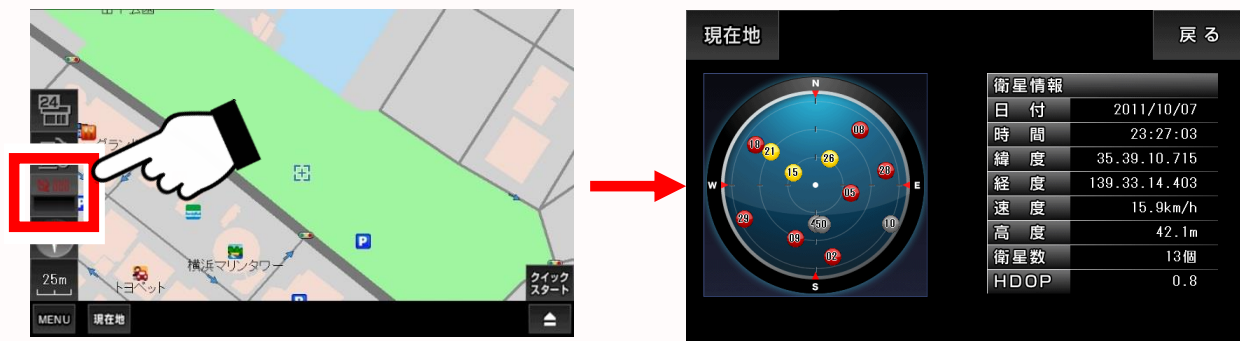 24
グラン
P
横浜マリンタワー
トヨペット
25m
クイック
スタート
MENU
現在地
現在地
戻る
N
W
E
S
08
19
21
26
15
28
05
29
450
10
09
02
衛星情報
日 付 2011/10/07
時 間 23:27:03
緯 度 35.39.10.715
経 度 139.33.14.403
速 度 15.9km/h
高 度 42.1m
衛星数 13個
HDOP 0.8